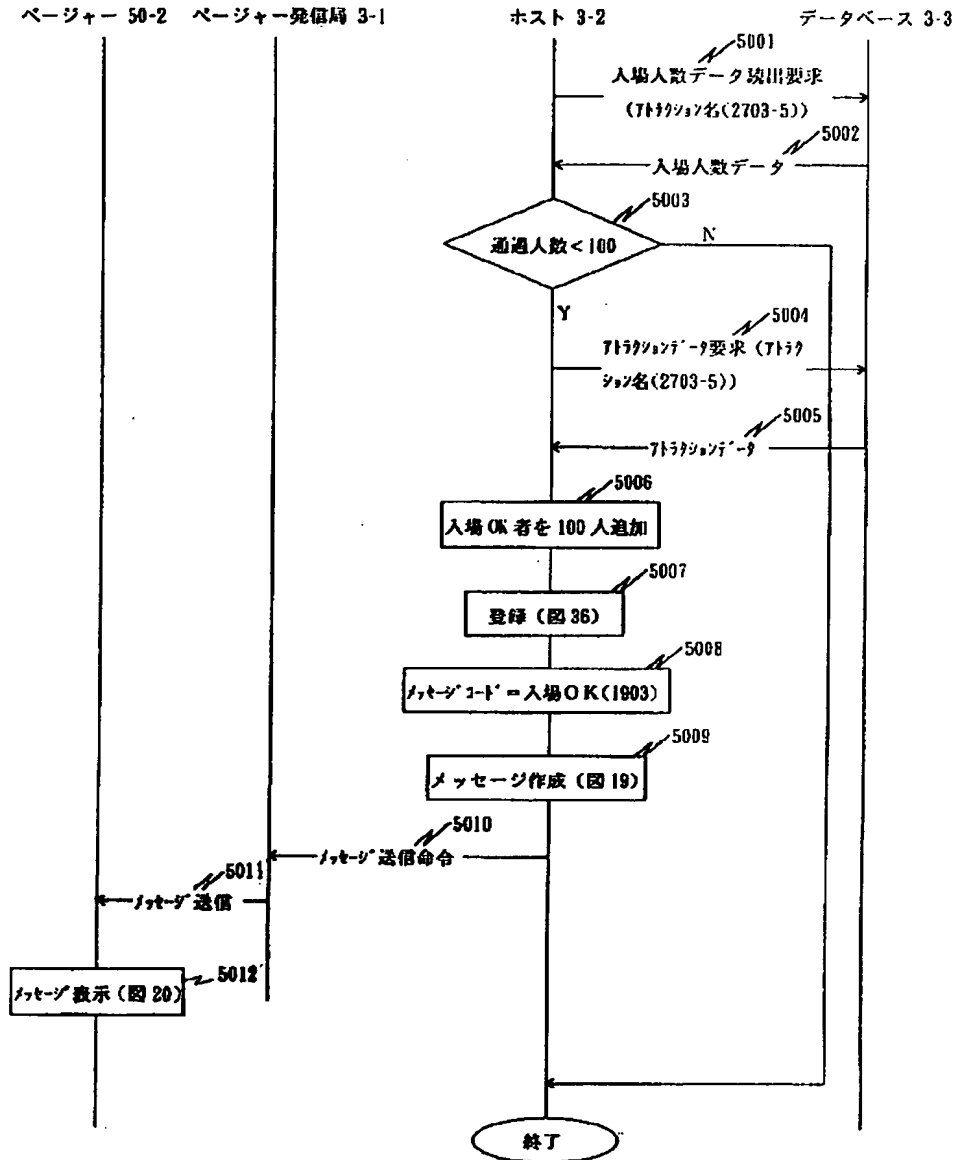 ページャー 50-2 ページャー発信局 3-1 ホスト 3-2 データベース 3-3
5001
入場人数データ読出要求
(アトラクション名(2703-5))
5002
入場人数データ
5003
通過人数<100
N
Y
5004
アトラクションデータ要求(アトラク
ション名(2703-5))
5005
アトラクションデータ
5006
入場OK者を100人追加
5007
登録(図36)
5008
メッセージコード=入場OK(1903)
5009
メッセージ作成(図19)
5010
メッセージ送信命令
5011
メッセージ送信
5012
メッセージ表示(図20)
終了